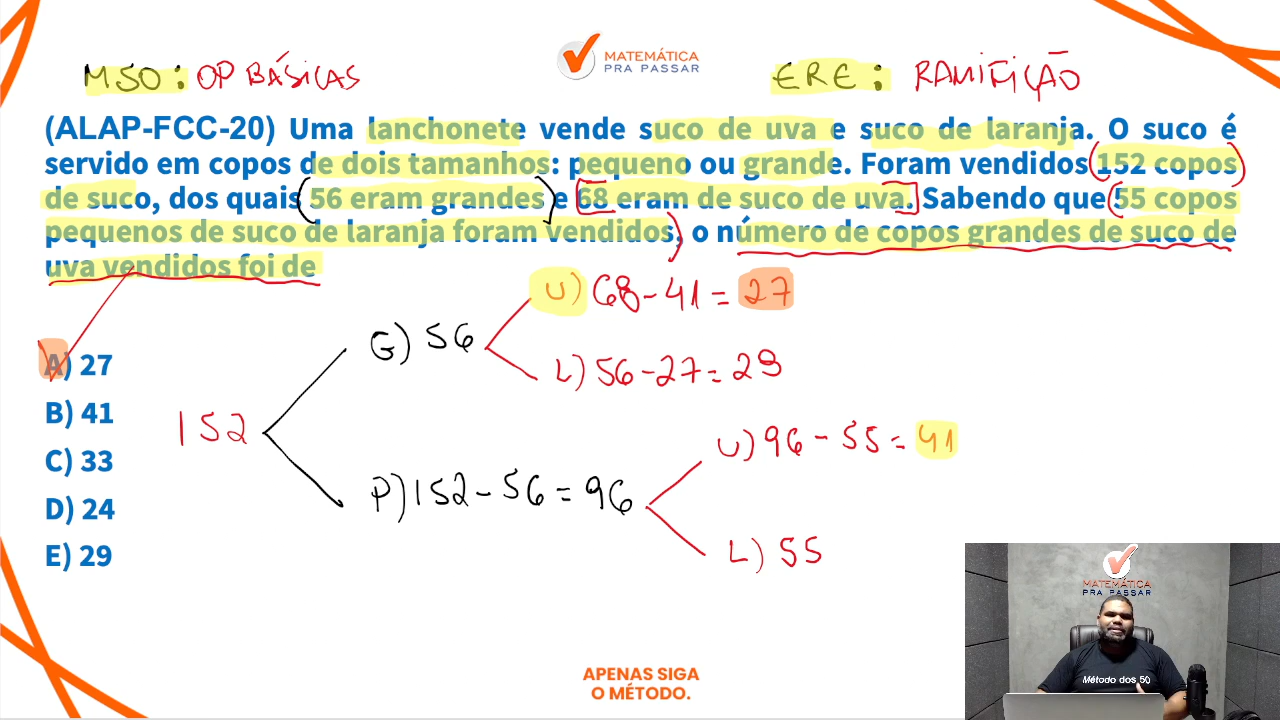 MATEMÁTICA
PRA PASSAR
MSO: OP BÁSICAS
ERE: RAMIFICAÇÃO
(ALAP-FCC-20) Uma lanchonete vende suco de uva e suco de laranja. O suco é
servido em copos de dois tamanhos: pequeno ou grande. Foram vendidos 152 copos
de suco, dos quais 56 eram grandes e 68 eram de suco de uva. Sabendo que 55 copos
pequenos de suco de laranja foram vendidos, o número de copos grandes de suco de
uva vendidos foi de
U) 68-41=27
G) 56
L) 56-27=29
A) 27
B) 41
152
U) 96-55=41
C) 33
P) 152-56=96
D) 24
E) 29
L) 55
MATEMÁTICA
PRA PASSAR
Método dos 50
APENAS SIGA
O MÉTODO.